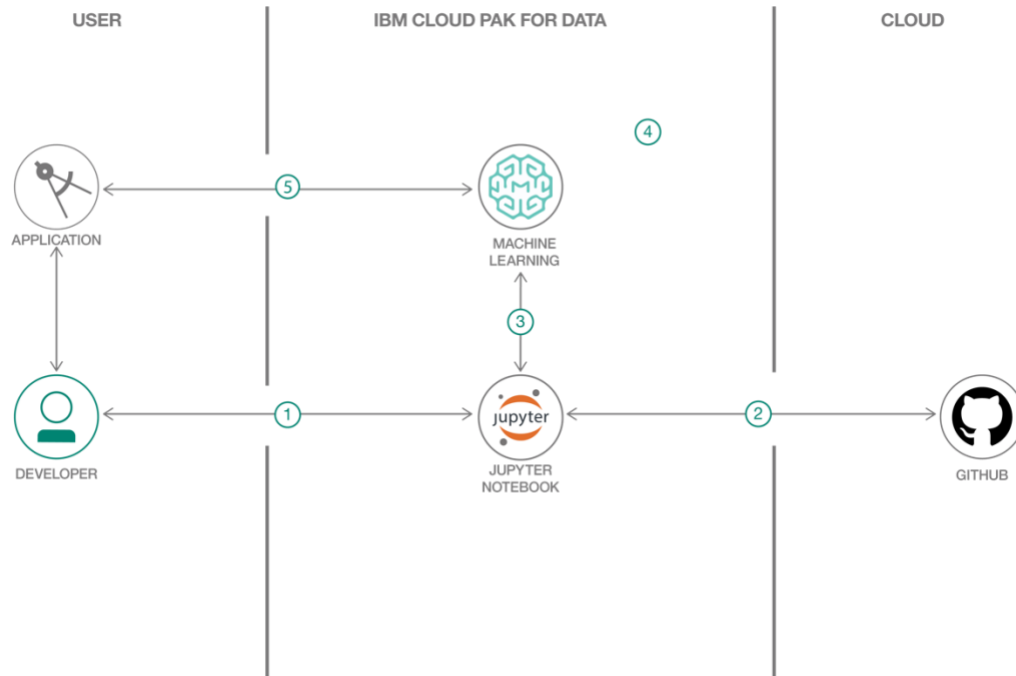 USER
IBM CLOUD PAK FOR DATA
CLOUD
4
5
APPLICATION
M
MACHINE
LEARNING
3
1
jupyter
2
DEVELOPER
JUPYTER
NOTEBOOK
GITHUB